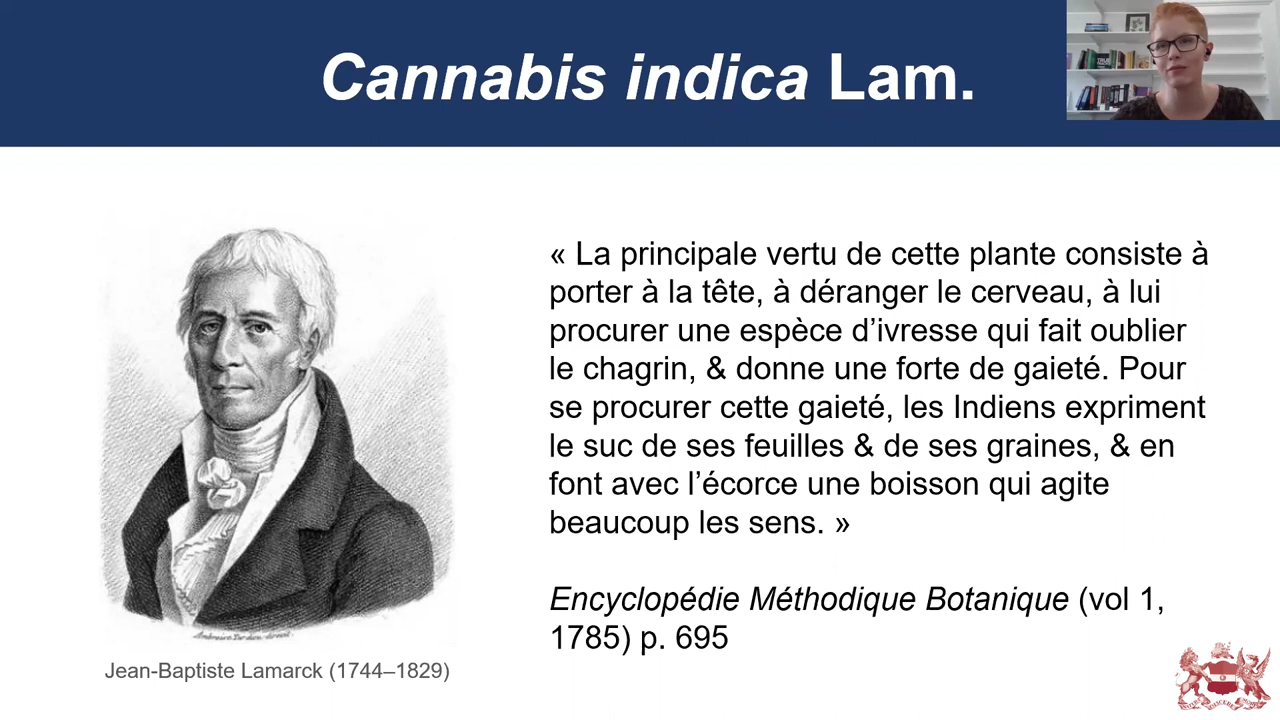 Cannabis indica Lam.
« La principale vertu de cette plante consiste à
porter à la tête, à déranger le cerveau, à lui
procurer une espèce d’ivresse qui fait oublier
le chagrin, & donne une forte de gaieté. Pour
se procurer cette gaieté, les Indiens expriment
le suc de ses feuilles & de ses graines, & en
font avec l’écorce une boisson qui agite
beaucoup les sens. »
Encyclopédie Méthodique Botanique (vol 1,
1785) p. 695
Jean-Baptiste Lamarck (1744–1829)